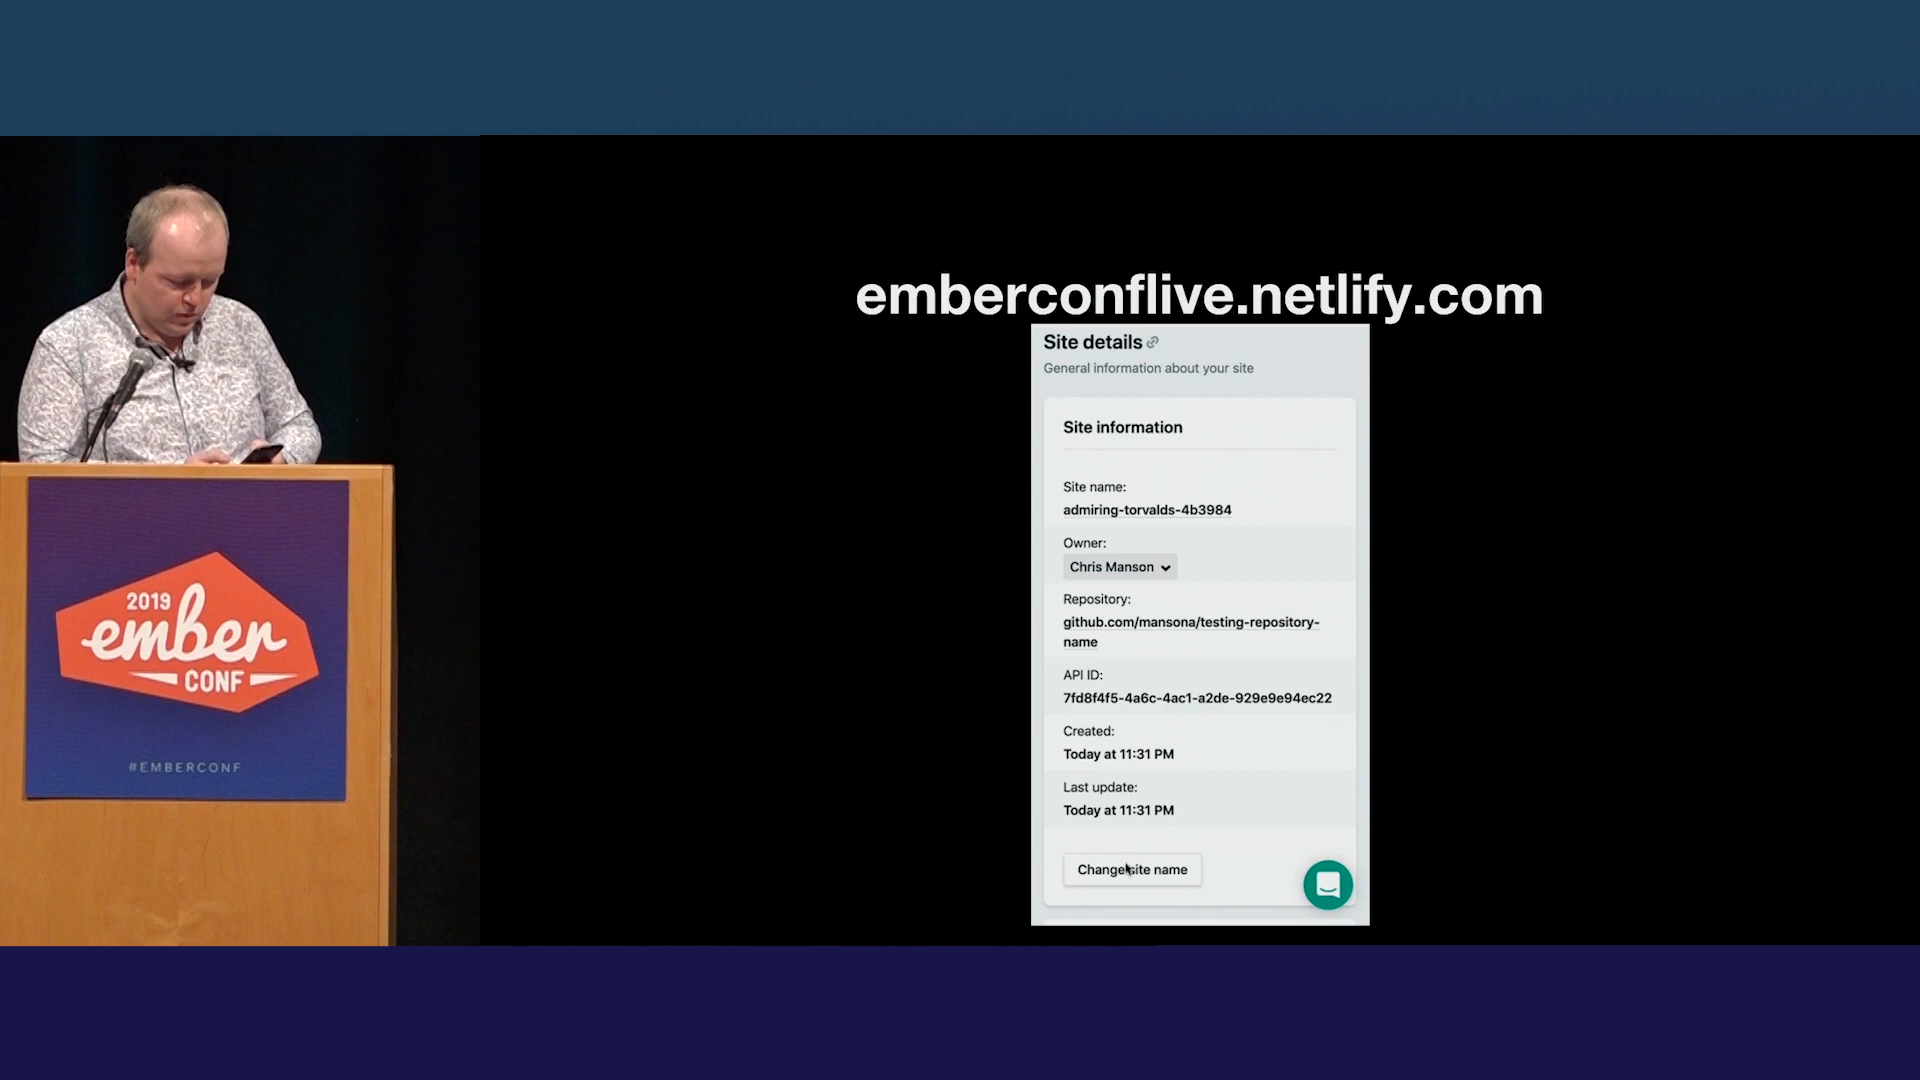 emberconflive.netlify.com
Site details
General information about your site
Site information
Site name:
admiring-torvalds-4b3984
Owner:
Chris Manson
Repository:
github.com/mansona/testing-repository-
name
API ID:
7fd8f4f5-4a6c-4ac1-a2de-929e9e94ec22
Created:
Today at 11:31 PM
Last update:
Today at 11:31 PM
Change site name
2019
ember
CONF
#EMBERCONF